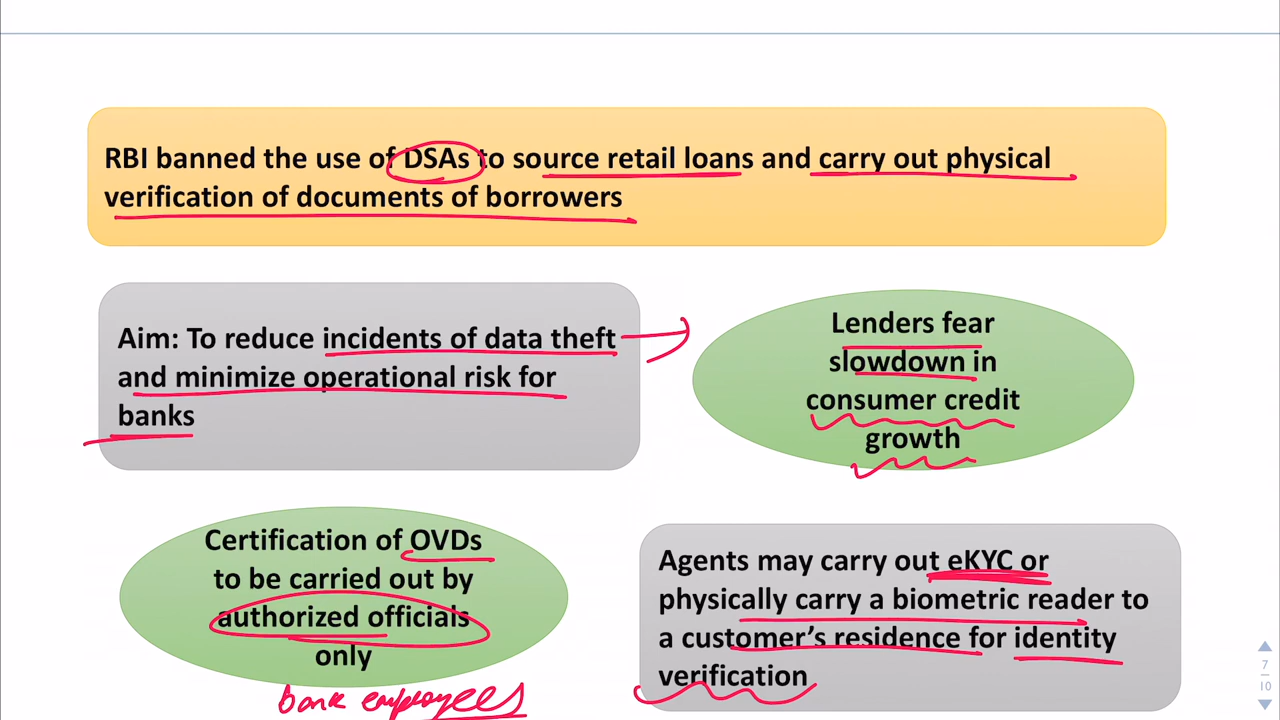 RBI banned the use of DSAs to source retail loans and carry out physical
verification of documents of borrowers
Aim: To reduce incidents of data theft
and minimize operational risk for
banks
Lenders fear
slowdown in
consumer credit
growth
Certification of OVDs
to be carried out by
authorized officials
only
bank employees
Agents may carry out eKYC or
physically carry a biometric reader to
a customer's residence for identity
verification
7
10